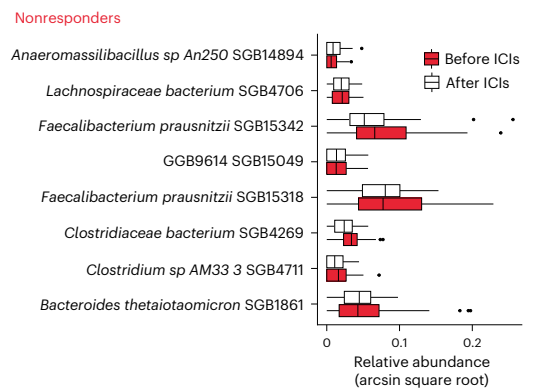 Nonresponders
Anaeromassilibacillus sp An250 SGB14894
Lachnospiraceae bacterium SGB4706
Faecalibacterium prausnitzii SGB15342
GGB9614 SGB15049
Faecalibacterium prausnitzii SGB15318
Clostridiaceae bacterium SGB4269
Clostridium sp AM33 3 SGB4711
Bacteroides thetaiotaomicron SGB1861
Before ICIs
After ICIs
0 0.1 0.2
Relative abundance
(arcsin square root)